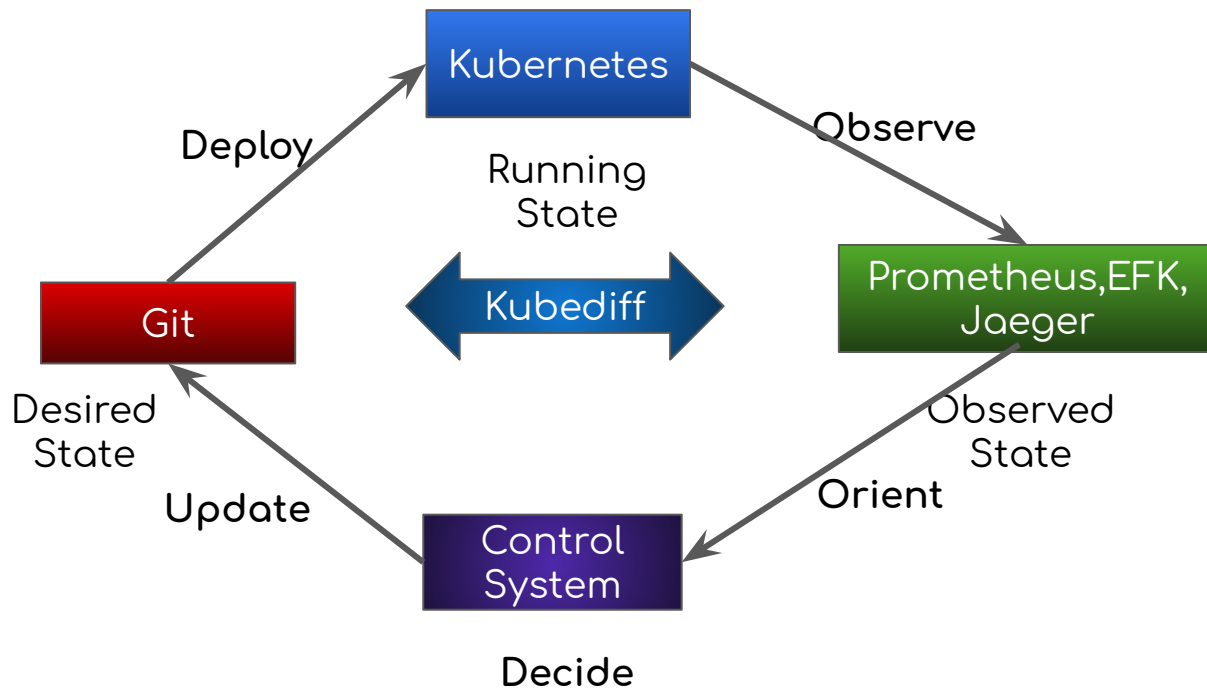 Kubernetes
Deploy
Observe
Running
State
Prometheus,EFK,
Jaeger
Kubediff
Git
Desired
State
Observed
State
Update
Orient
Control
System
Decide